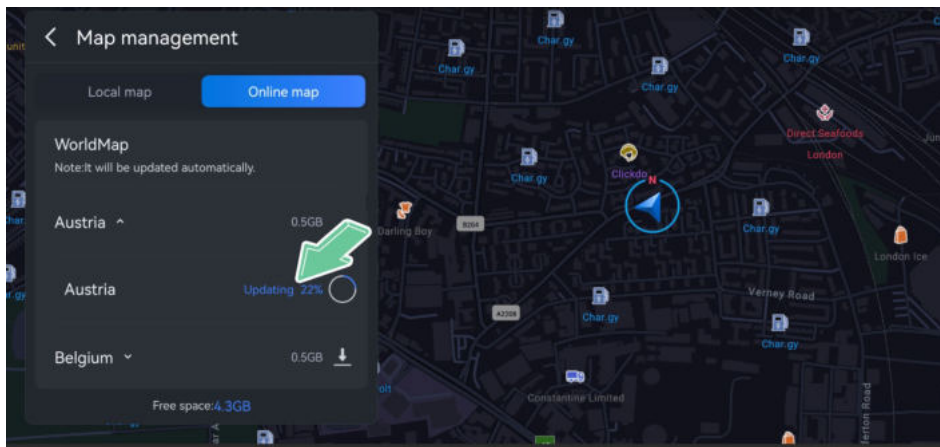 Map management
Local map
Online map
WorldMap
Note:It will be updated automatically.
Austria
0.5GB
Austria
Updating 22%
Belgium
0.5GB
Free space:4.3GB
Char.gy
Char.gy
Char.gy
Char.gy
Direct Seafoods
London
Clickdo
N
Char.gy
Darling Boy
B204
Char.gy
London Ice
Verney Road
A2208
Char.gy
Char.gy
Constantine Limited